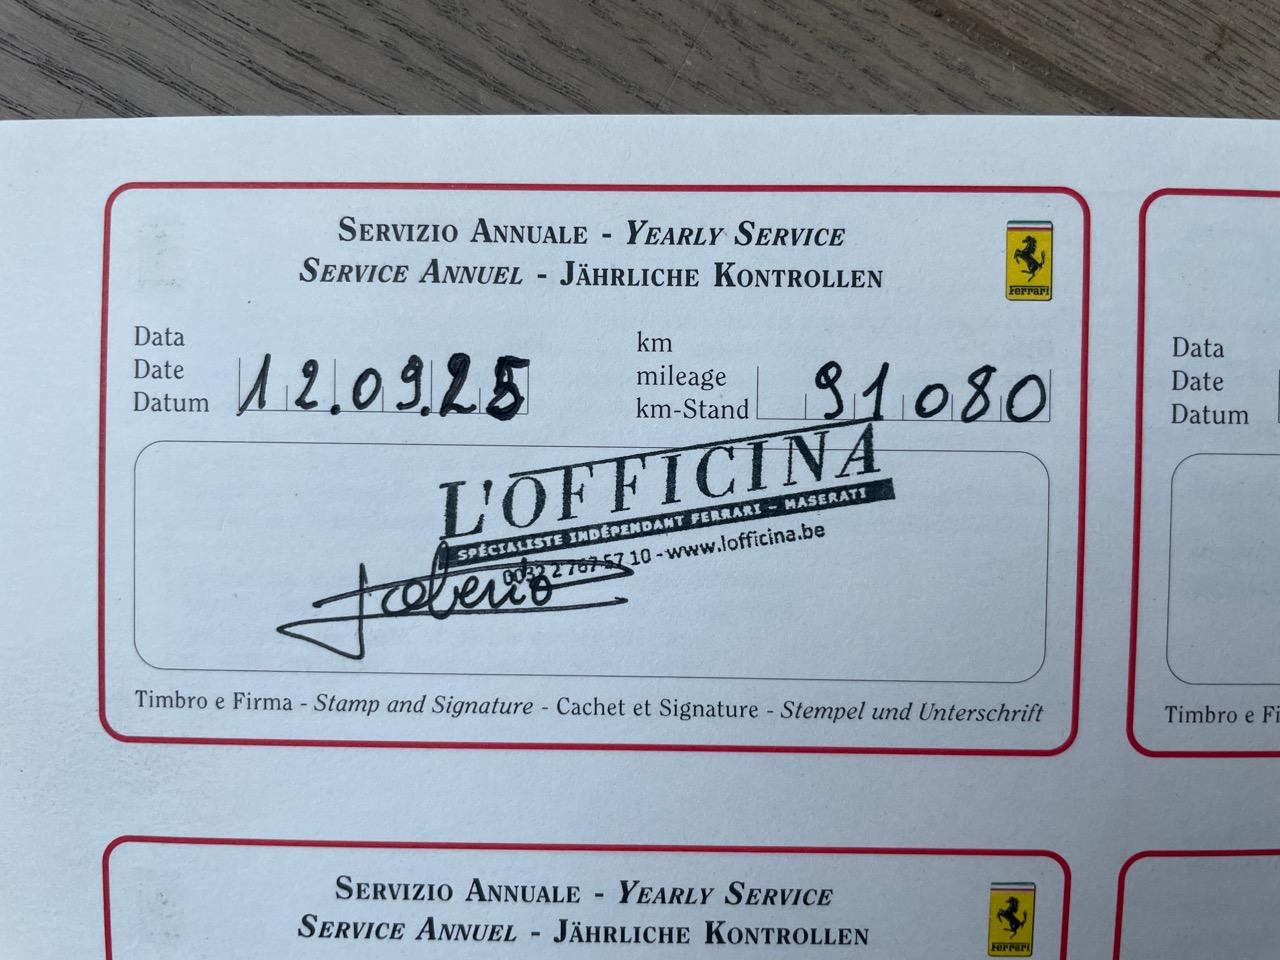 SERVIZIO ANNUALE - YEARLY SERVICE
SERVICE ANNUEL - JÄHRLICHE KONTROLLEN
Ferrari
Data
Date
Datum
12.09.25
km
mileage
km-Stand
91080
L'OFFICINA
SPÉCIALISTE INDÉPENDANT FERRARI - MASERATI
0032 2 767 57 10 - www.lofficina.be
Timbro e Firma - Stamp and Signature - Cachet et Signature - Stempel und Unterschrift
Data
Date
Datum
Timbro e Fi
SERVIZIO ANNUALE - YEARLY SERVICE
SERVICE ANNUEL - JÄHRLICHE KONTROLLEN
Ferrari